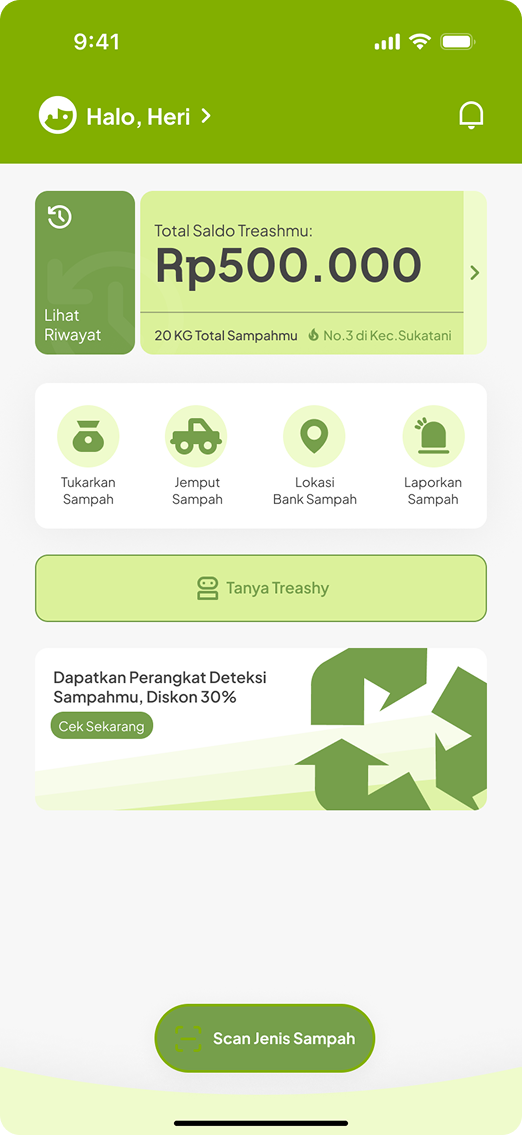 9:41
Halo, Heri
Total Saldo Treashmu:
Rp500.000
Lihat
Riwayat
20 KG Total Sampahmu
No.3 di Kec.Sukatani
Tukarkan
Sampah
Jemput
Sampah
Lokasi
Bank Sampah
Laporkan
Sampah
Tanya Treashy
Dapatkan Perangkat Deteksi
Sampahmu, Diskon 30%
Cek Sekarang
Scan Jenis Sampah